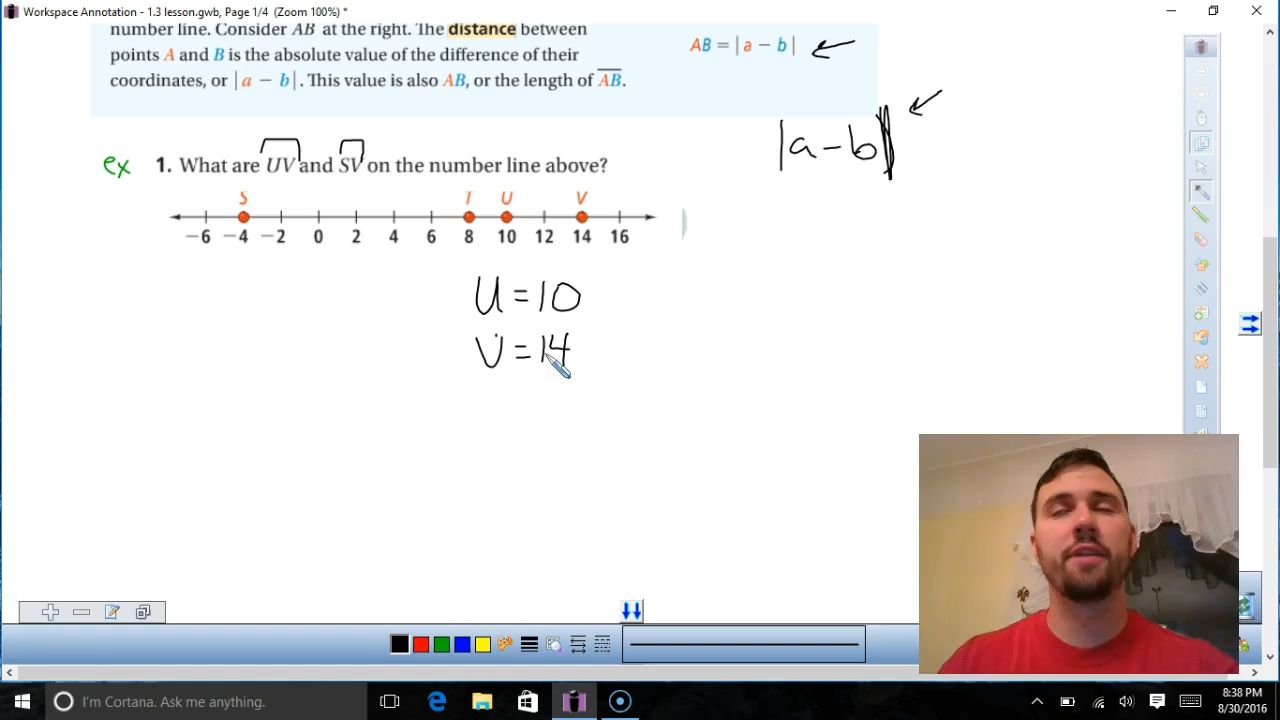 Workspace Annotation - 1.3 lesson.gwb, Page 1/4 (Zoom 100%) *
number line. Consider AB at the right. The distance between
points A and B is the absolute value of the difference of their
coordinates, or |a − b|. This value is also AB, or the length of A̅B̅.
AB = |a − b|
|a−b|
ex 1. What are UV and SV on the number line above?
S T U V
−6 −4 −2 0 2 4 6 8 10 12 14 16
U = 10
V = 14
I'm Cortana. Ask me anything.
8:38 PM
8/30/2016